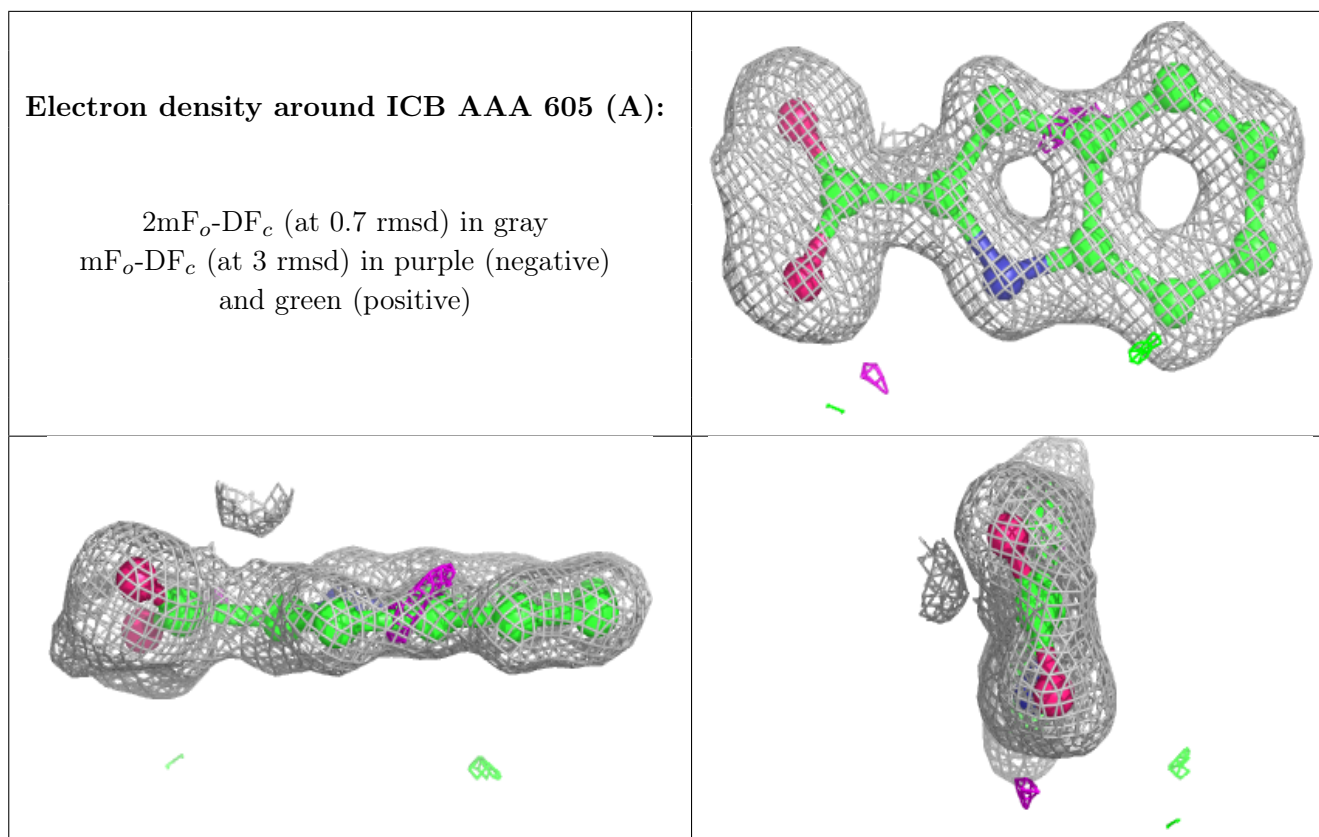 Electron density around ICB AAA 605 (A):
2mFₒ-DF𝑐 (at 0.7 rmsd) in gray
mFₒ-DF𝑐 (at 3 rmsd) in purple (negative)
and green (positive)